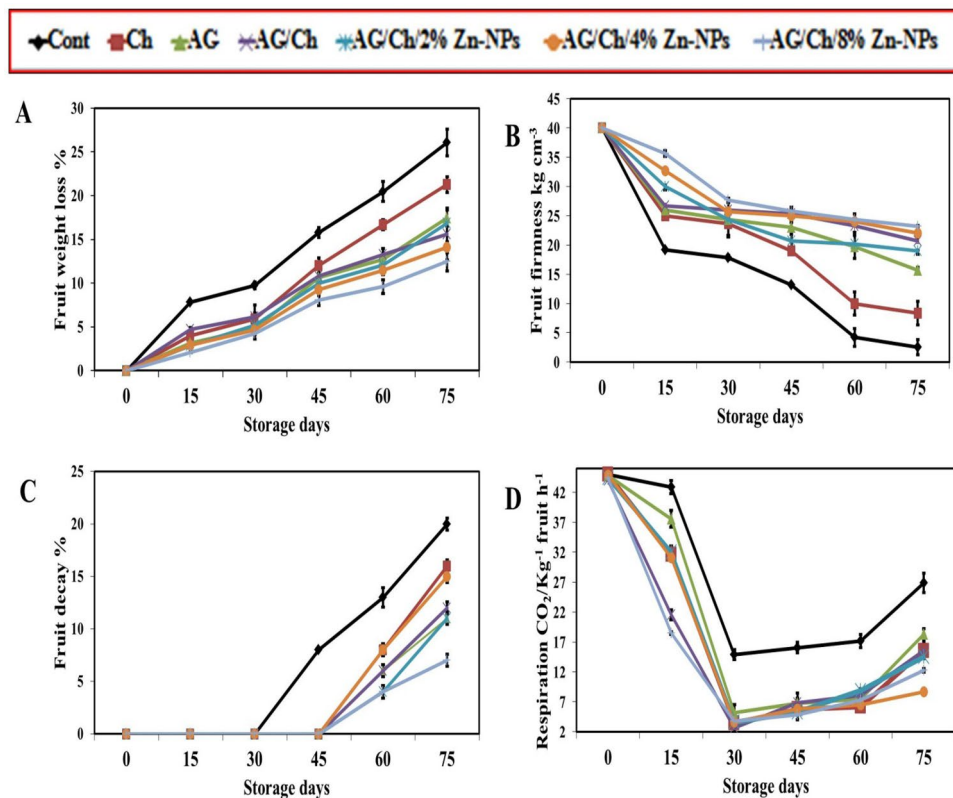 Cont Ch AG AG/Ch AG/Ch/2% Zn-NPs AG/Ch/4% Zn-NPs AG/Ch/8% Zn-NPs
A
Fruit weight loss %
30
25
20
15
10
5
0
0 15 30 45 60 75
Storage days
B
Fruit firmness kg cm⁻³
45
40
35
30
25
20
15
10
5
0
0 15 30 45 60 75
Storage days
C
Fruit decay %
25
20
15
10
5
0
0 15 30 45 60 75
Storage days
D
Respiration CO₂/Kg⁻¹ fruit h⁻¹
42
37
32
27
22
17
12
7
2
0 15 30 45 60 75
Storage days